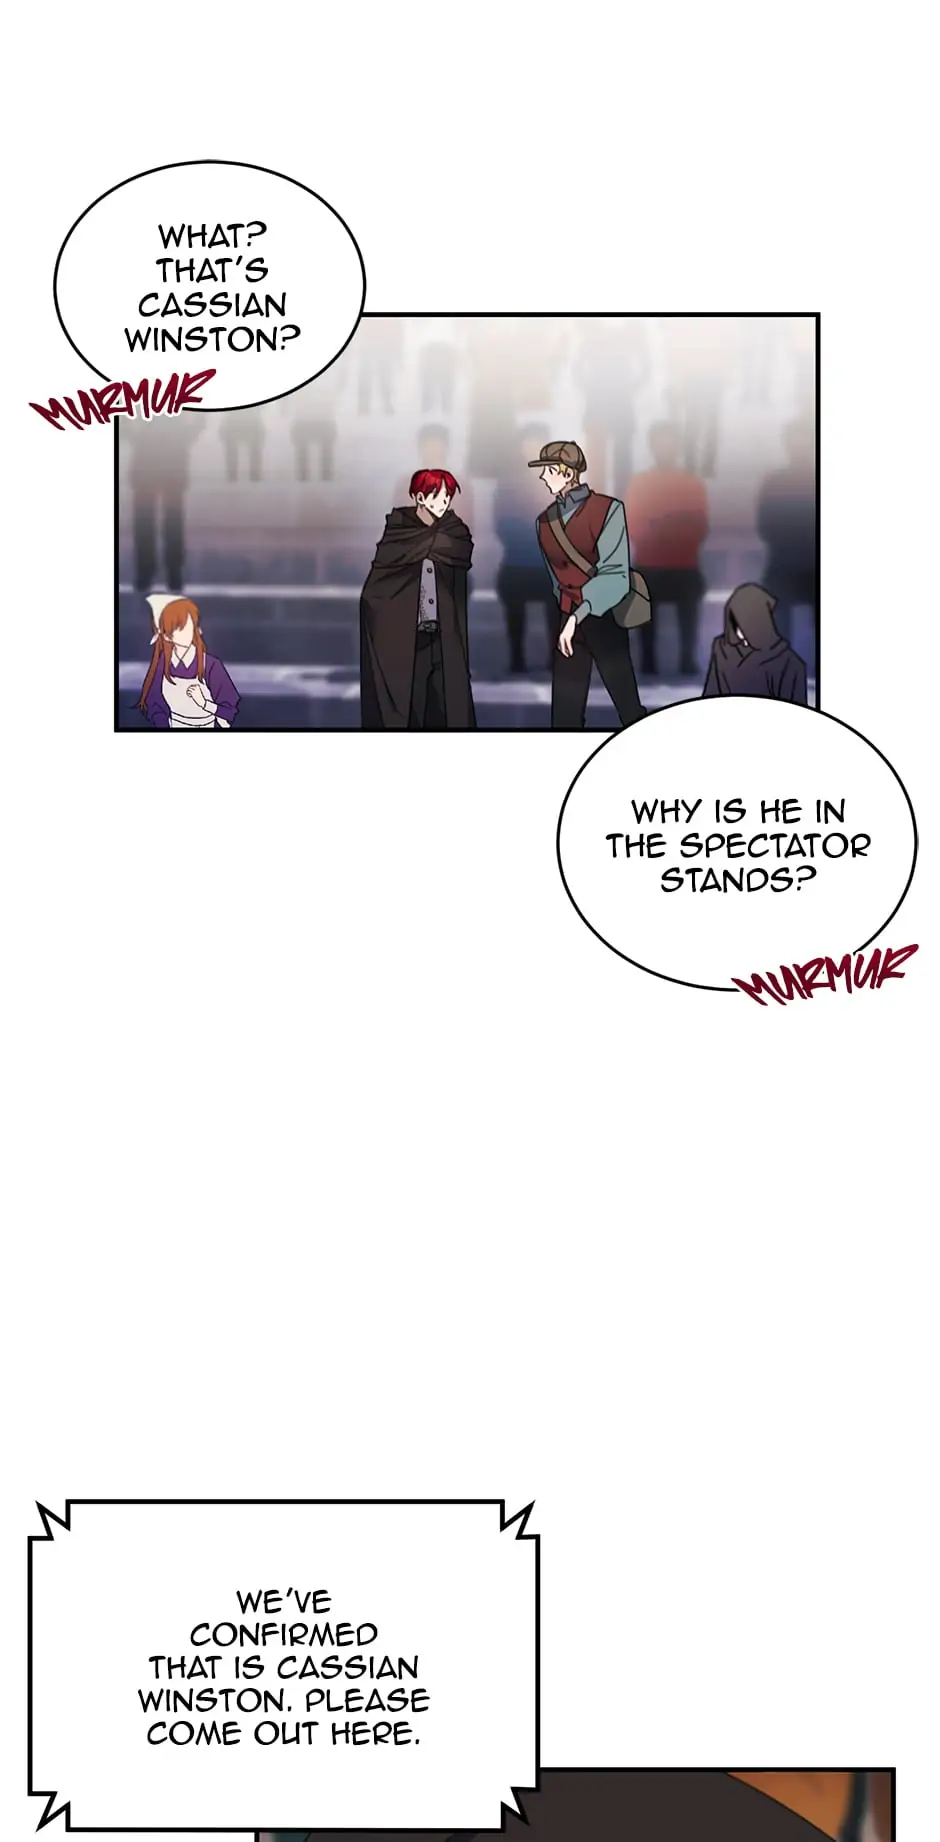 WHAT?
THAT'S
CASSIAN
WINSTON?
MURMUR
WHY IS HE IN
THE SPECTATOR
STANDS?
MURMUR
WE'VE
CONFIRMED
THAT IS CASSIAN
WINSTON. PLEASE
COME OUT HERE.